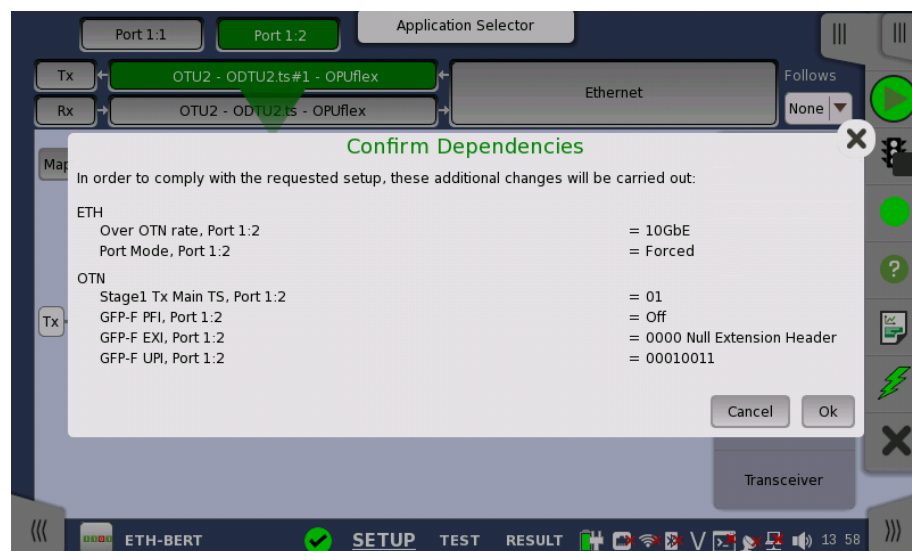 Port 1:1
Port 1:2
Application Selector
Tx
OTU2 - ODTU2.ts#1 - OPUflex
Ethernet
Follows
Rx
OTU2 - ODTU2.ts - OPUflex
None
Map
Confirm Dependencies
In order to comply with the requested setup, these additional changes will be carried out:
ETH
Over OTN rate, Port 1:2 = 10GbE
Port Mode, Port 1:2 = Forced
OTN
Stage1 Tx Main TS, Port 1:2 = 01
GFP-F PFI, Port 1:2 = Off
GFP-F EXI, Port 1:2 = 0000 Null Extension Header
GFP-F UPI, Port 1:2 = 00010011
Tx
Cancel
Ok
Transceiver
ETH-BERT
SETUP
TEST
RESULT
13 58